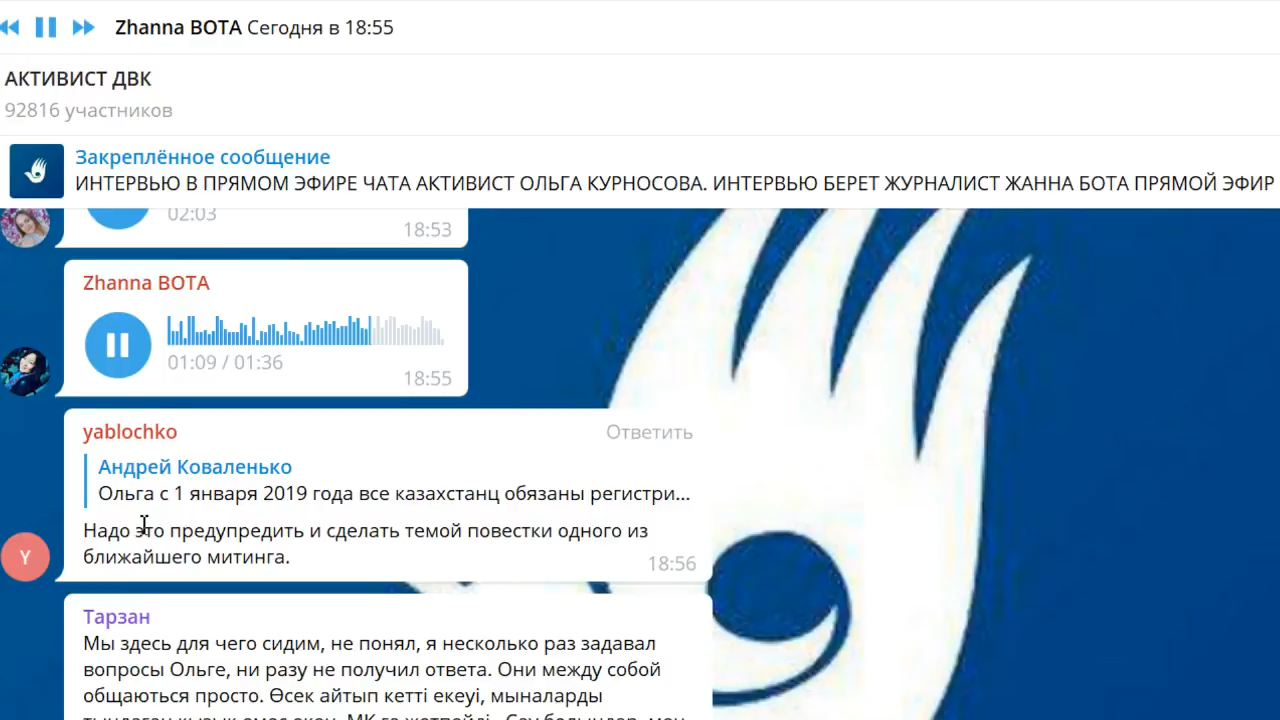 Zhanna BOTA Сегодня в 18:55
АКТИВИСТ ДВК
92816 участников
Закреплённое сообщение
ИНТЕРВЬЮ В ПРЯМОМ ЭФИРЕ ЧАТА АКТИВИСТ ОЛЬГА КУРНОСОВА. ИНТЕРВЬЮ БЕРЕТ ЖУРНАЛИСТ ЖАННА БОТА ПРЯМОЙ ЭФИР
02:03
18:53
Zhanna BOTA
01:09 / 01:36
18:55
yablochko Ответить
Андрей Коваленько
Ольга с 1 января 2019 года все казахстанц обязаны регистри...
Надо это предупредить и сделать темой повестки одного из
ближайшего митинга.
18:56
Y
Тарзан
Мы здесь для чего сидим, не понял, я несколько раз задавал
вопросы Ольге, ни разу не получил ответа. Они между собой
общаються просто. Өсек айтып кетті екеуі, мыналарды